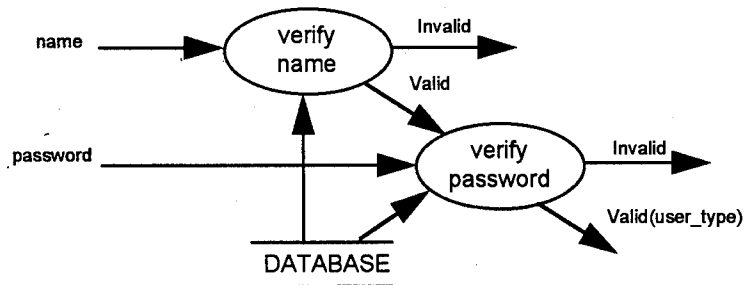 name
verify
name
Invalid
Valid
password
verify
password
Invalid
Valid(user_type)
DATABASE